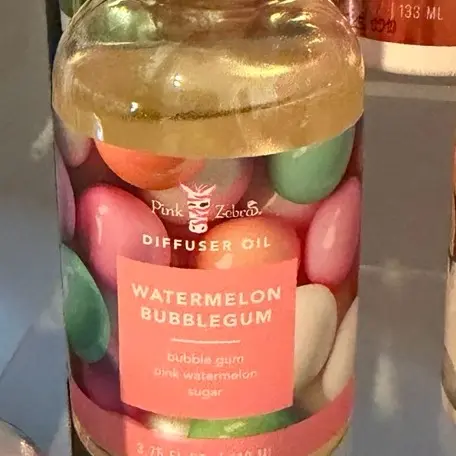 133 ML
Pink Zebra
DIFFUSER OIL
WATERMELON
BUBBLEGUM
bubble gum
pink watermelon
sugar